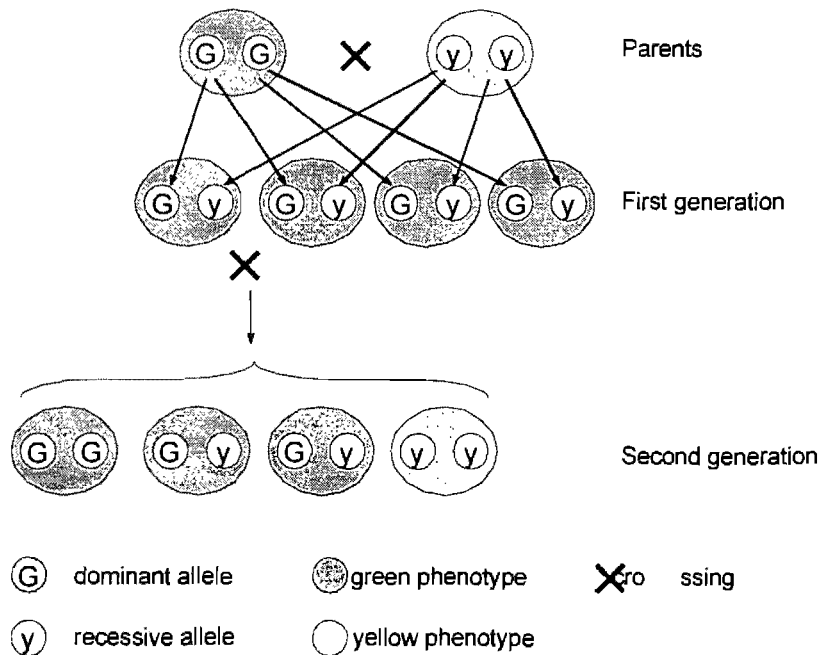 G G y y Parents
G y G y G y G y First generation
G G G y G y y y Second generation
G dominant allele green phenotype cro ssing
y recessive allele yellow phenotype